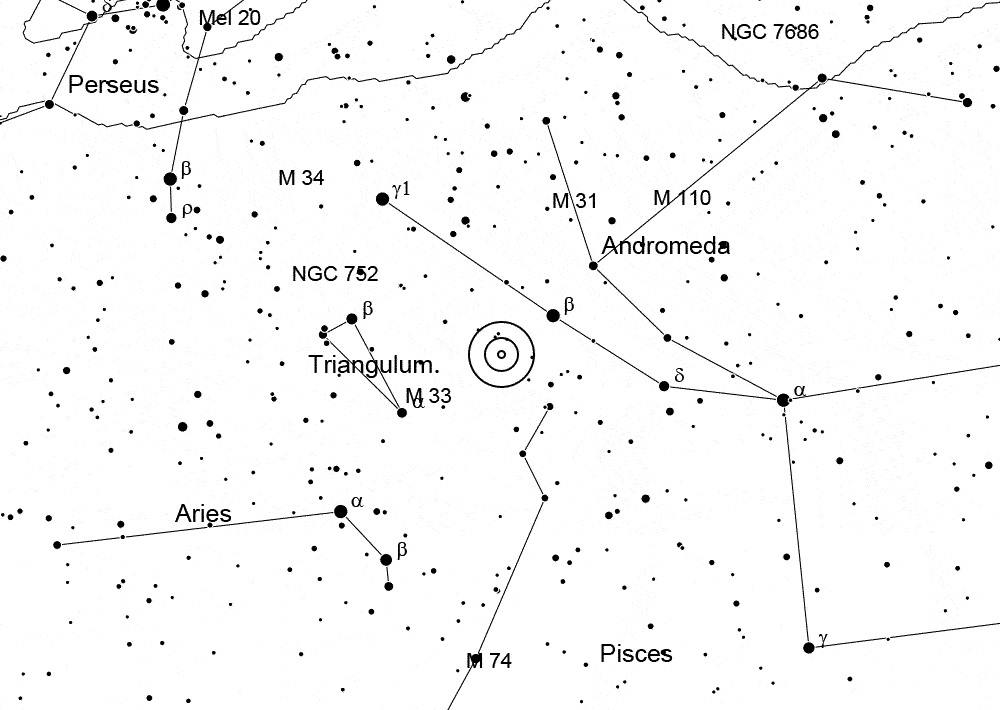 δ
Mel 20
NGC 7686
Perseus
β
M 34
γ1
M 31
M 110
ρ
Andromeda
NGC 752
β
β
Triangulum
δ
α
M 33
α
Aries
α
β
γ
M 74
Pisces